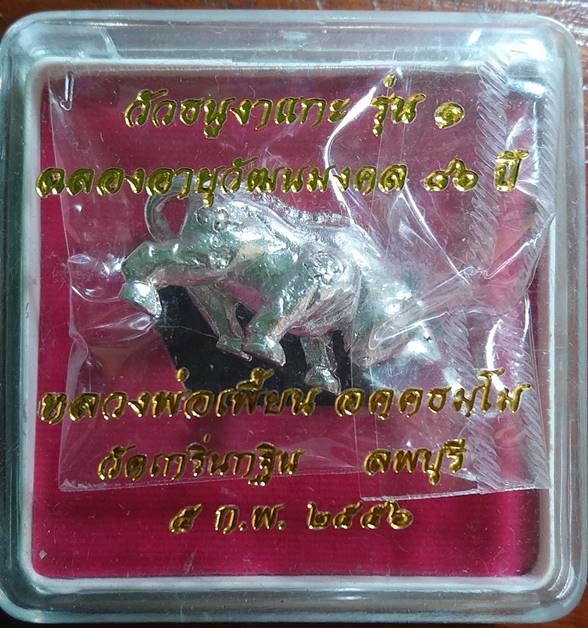 วัวธนูงาแกะ รุ่น ๑
ฉลองอายุวัฒนมงคล ๘๖ ปี
หลวงพ่อเพี้ยน อคฺคธมฺโม
วัดเกริ่นกฐิน ลพบุรี
๕ ก.พ. ๒๕๕๖